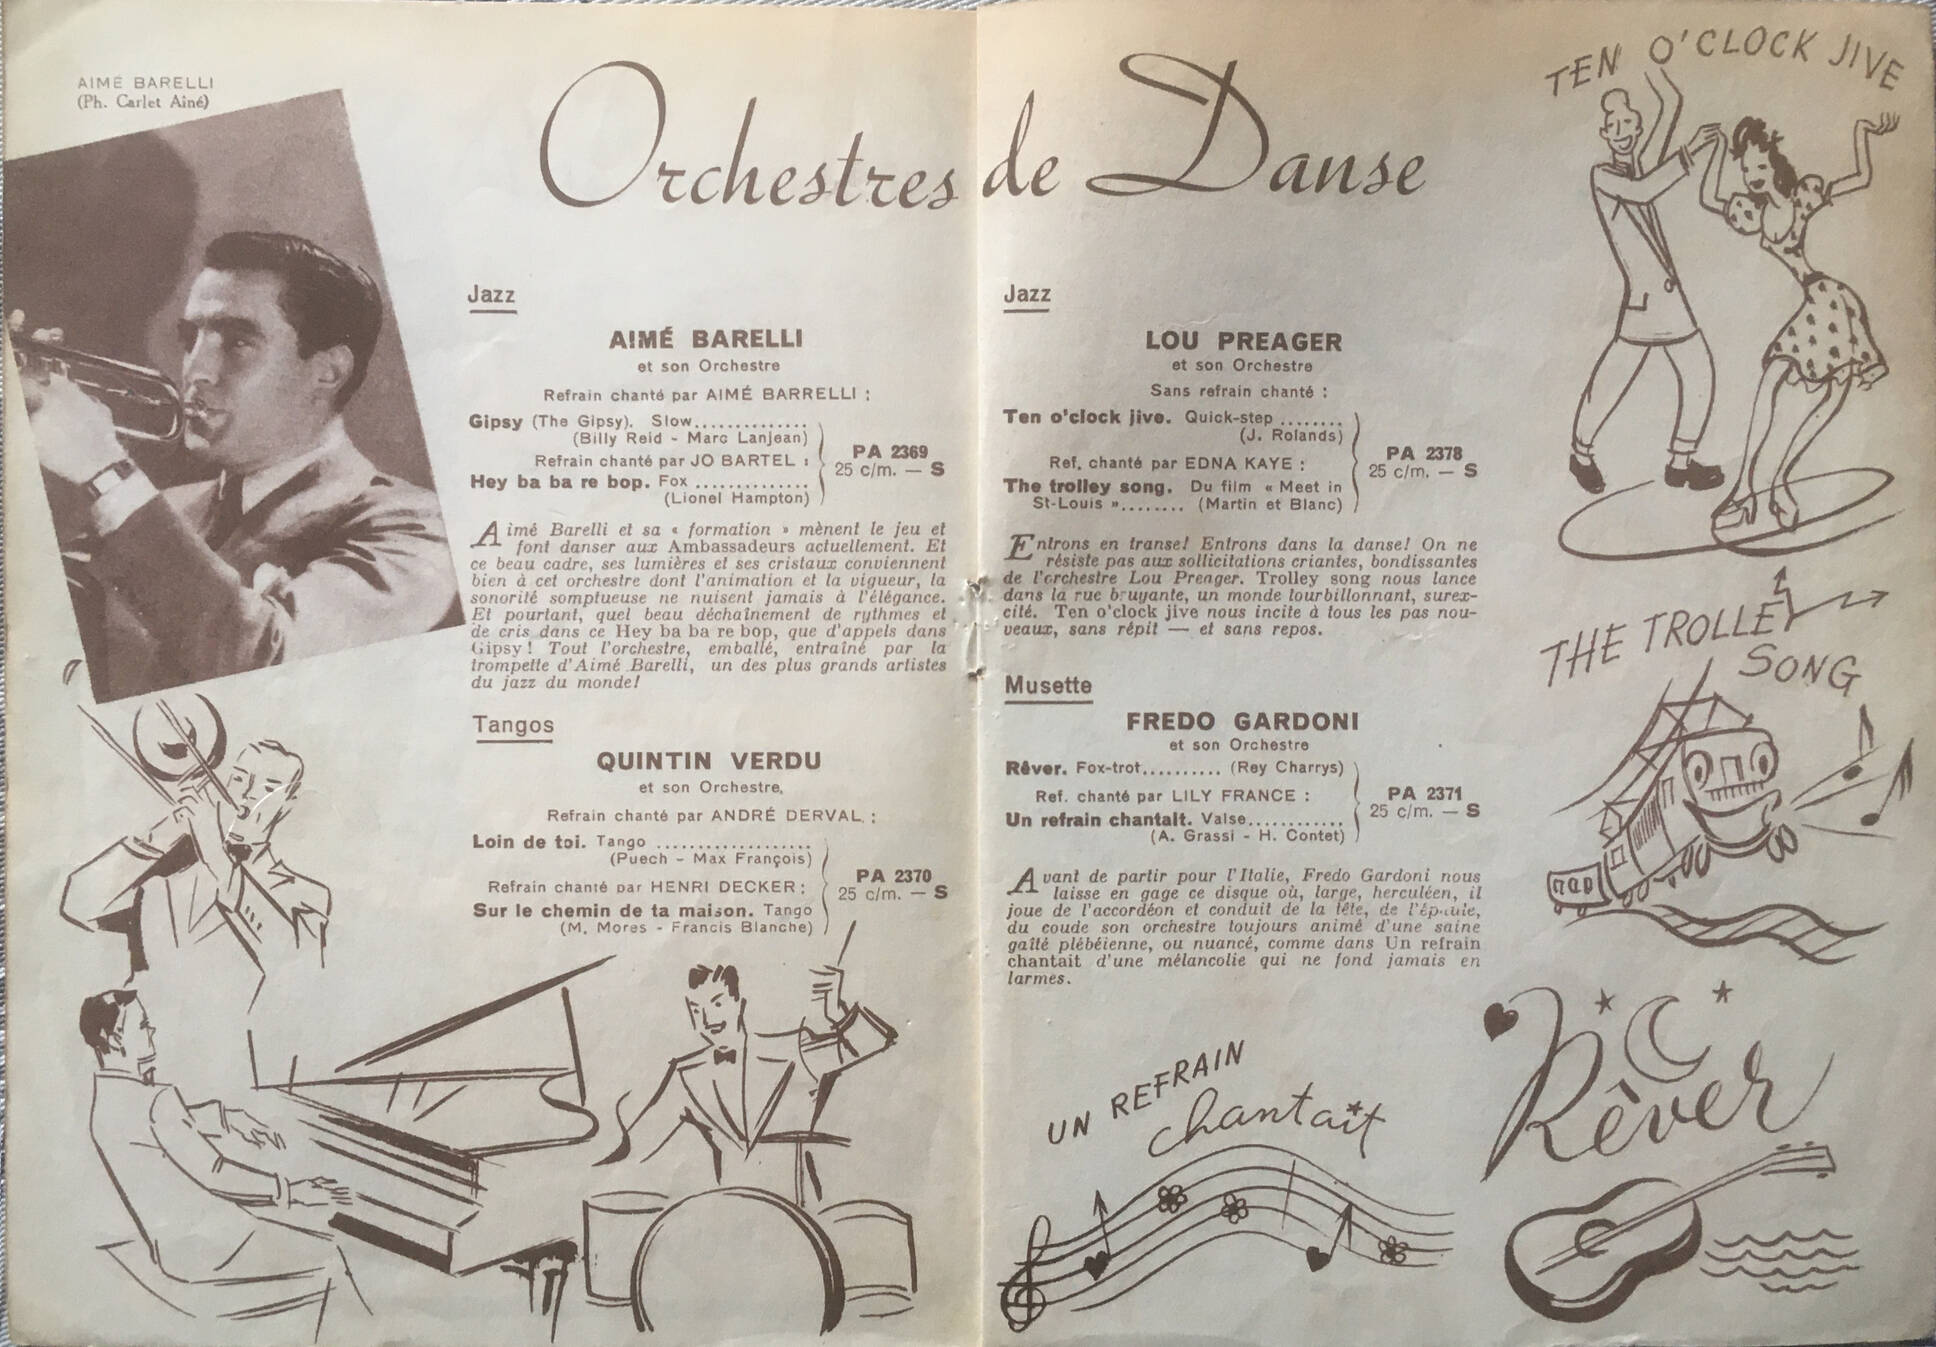 AIMÉ BARELLI
(Ph. Carlet Aîné)
Orchestres de Danse
Jazz
AIMÉ BARELLI
et son Orchestre
Refrain chanté par AIMÉ BARRELLI :
Gipsy (The Gipsy). Slow..............
(Billy Reid - Marc Lanjean)
Refrain chanté par JO BARTEL :
Hey ba ba re bop. Fox ..............
(Lionel Hampton)
PA 2369
25 c/m. — S
Aimé Barelli et sa « formation » mènent le jeu et
font danser aux Ambassadeurs actuellement. Et
ce beau cadre, ses lumières et ses cristaux conviennent
bien à cet orchestre dont l'animation et la vigueur, la
sonorité somptueuse ne nuisent jamais à l'élégance.
Et pourtant, quel beau déchaînement de rythmes et
de cris dans ce Hey ba ba re bop, que d'appels dans
Gipsy ! Tout l'orchestre, emballé, entraîné par la
trompette d'Aimé Barelli, un des plus grands artistes
du jazz du monde!
Tangos
QUINTIN VERDU
et son Orchestre,
Refrain chanté par ANDRÉ DERVAL :
Loin de toi. Tango ...................
(Puech - Max François)
Refrain chanté par HENRI DECKER :
Sur le chemin de ta maison. Tango
(M. Mores - Francis Blanche)
PA 2370
25 c/m. — S
Jazz
LOU PREAGER
et son Orchestre
Sans refrain chanté :
Ten o'clock jive. Quick-step ........
(J. Rolands)
Ref. chanté par EDNA KAYE :
The trolley song. Du film « Meet in
St-Louis »........ (Martin et Blanc)
PA 2378
25 c/m. — S
Entrons en transe! Entrons dans la danse! On ne
résiste pas aux sollicitations criantes, bondissantes
de l'orchestre Lou Preager. Trolley song nous lance
dans la rue bruyante, un monde tourbillonnant, surex-
cité. Ten o'clock jive nous incite à tous les pas nou-
veaux, sans répit — et sans repos.
Musette
FREDO GARDONI
et son Orchestre
Rêver. Fox-trot.......... (Rey Charrys)
Ref. chanté par LILY FRANCE :
Un refrain chantait. Valse............
(A. Grassi - H. Contet)
PA 2371
25 c/m. — S
Avant de partir pour l'Italie, Fredo Gardoni nous
laisse en gage ce disque où, large, herculéen, il
joue de l'accordéon et conduit de la tête, de l'épaule,
du coude son orchestre toujours animé d'une saine
gaîté plébéienne, ou nuancé, comme dans Un refrain
chantait d'une mélancolie qui ne fond jamais en
larmes.
TEN O'CLOCK JIVE
THE TROLLEY
SONG
UN REFRAIN
chantait
Rêver